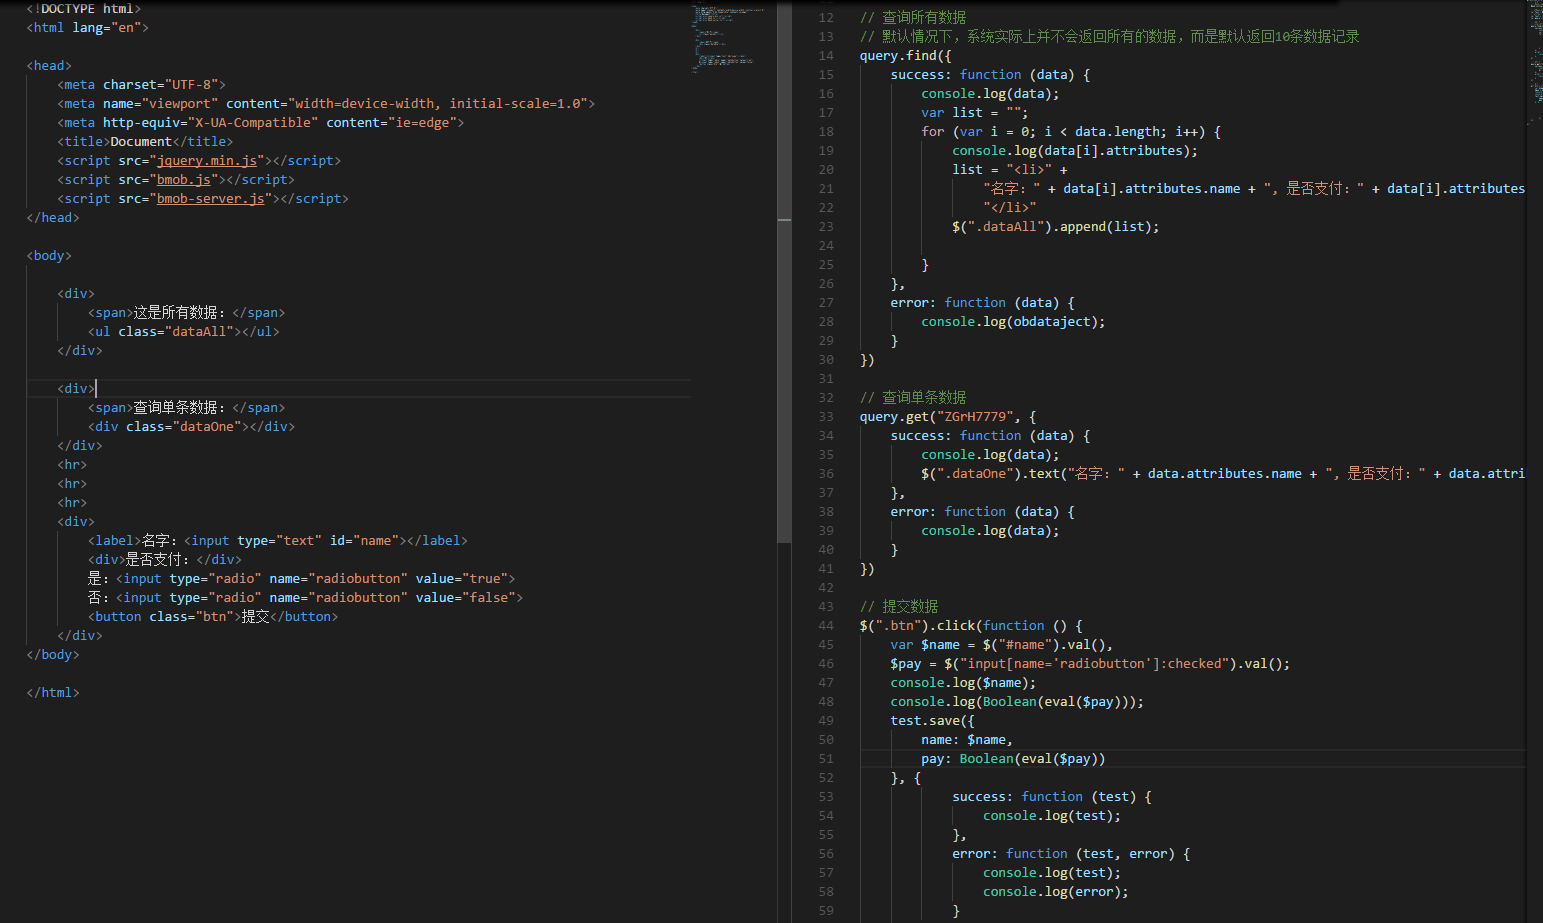 <!DOCTYPE html>
<html lang="en">
<head>
<meta charset="UTF-8">
<meta name="viewport" content="width=device-width, initial-scale=1.0">
<meta http-equiv="X-UA-Compatible" content="ie=edge">
<title>Document</title>
<script src="jquery.min.js"></script>
<script src="bmob.js"></script>
<script src="bmob-server.js"></script>
</head>
<body>
<div>
<span>这是所有数据：</span>
<ul class="dataAll"></ul>
</div>
<div>
<span>查询单条数据：</span>
<div class="dataOne"></div>
</div>
<hr>
<hr>
<hr>
<div>
<label>名字：<input type="text" id="name"></label>
<div>是否支付：</div>
是：<input type="radio" name="radiobutton" value="true">
否：<input type="radio" name="radiobutton" value="false">
<button class="btn">提交</button>
</div>
</body>
</html>
12 // 查询所有数据
13 // 默认情况下，系统实际上并不会返回所有的数据，而是默认返回10条数据记录
14 query.find({
15 success: function (data) {
16 console.log(data);
17 var list = "";
18 for (var i = 0; i < data.length; i++) {
19 console.log(data[i].attributes);
20 list = "<li>" +
21 "名字：" + data[i].attributes.name + ", 是否支付：" + data[i].attributes
22 "</li>"
23 $(".dataAll").append(list);
24
25 }
26 },
27 error: function (data) {
28 console.log(obdataject);
29 }
30 })
31
32 // 查询单条数据
33 query.get("ZGrH7779", {
34 success: function (data) {
35 console.log(data);
36 $(".dataOne").text("名字：" + data.attributes.name + ", 是否支付：" + data.attri
37 },
38 error: function (data) {
39 console.log(data);
40 }
41 })
42
43 // 提交数据
44 $(".btn").click(function () {
45 var $name = $("#name").val(),
46 $pay = $("input[name='radiobutton']:checked").val();
47 console.log($name);
48 console.log(Boolean(eval($pay)));
49 test.save({
50 name: $name,
51 pay: Boolean(eval($pay))
52 }, {
53 success: function (test) {
54 console.log(test);
55 },
56 error: function (test, error) {
57 console.log(test);
58 console.log(error);
59 }